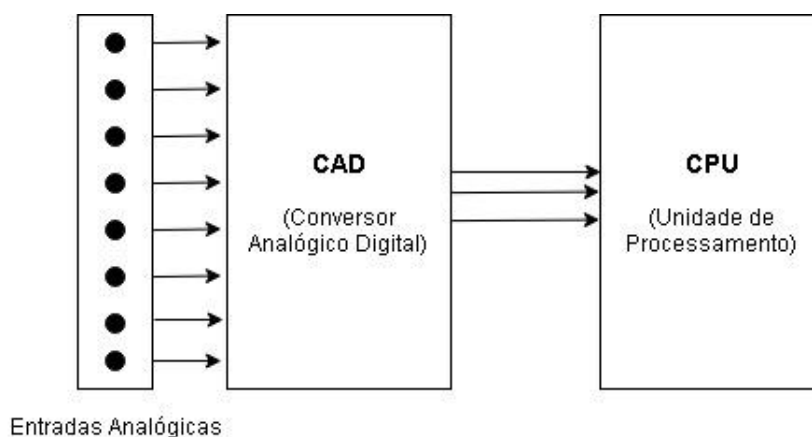 CAD
(Conversor
Analógico Digital)
CPU
(Unidade de
Processamento)
Entradas Analógicas